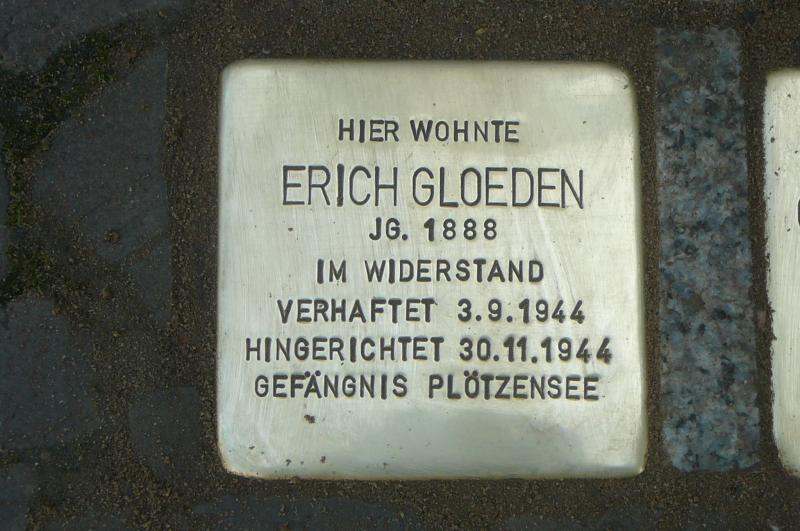 HIER WOHNTE
ERICH GLOEDEN
JG. 1888
IM WIDERSTAND
VERHAFTET 3.9.1944
HINGERICHTET 30.11.1944
GEFÄNGNIS PLÖTZENSEE